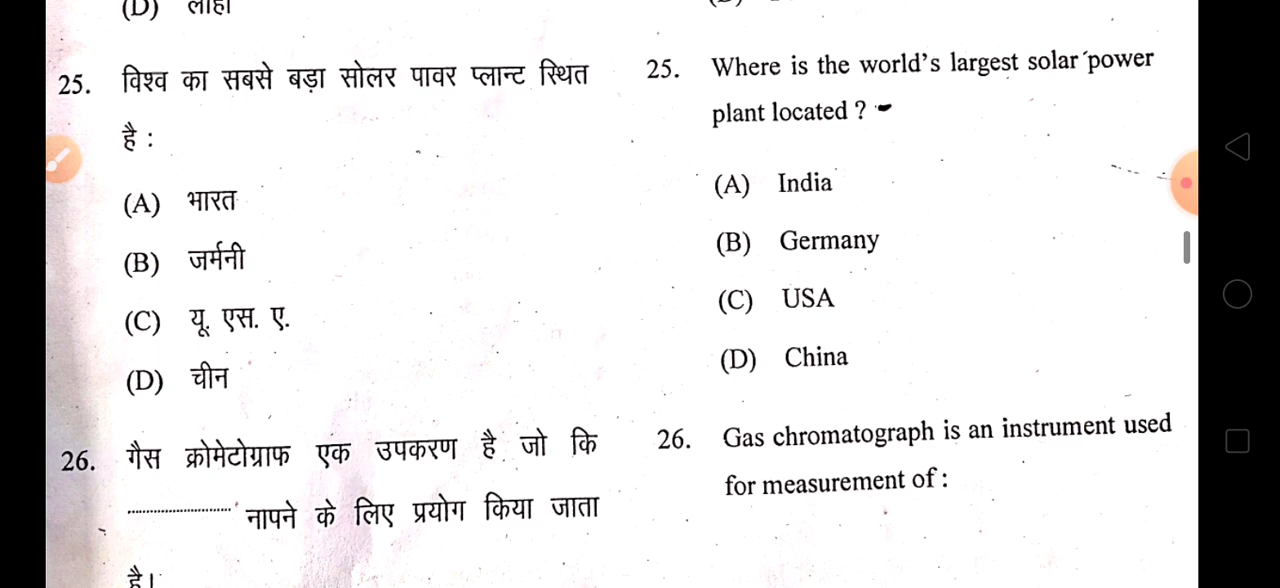 (D) लोहा
25. विश्व का सबसे बड़ा सोलर पावर प्लान्ट स्थित
है :
(A) भारत
(B) जर्मनी
(C) यू. एस. ए.
(D) चीन
26. गैस क्रोमेटोग्राफ एक उपकरण है जो कि
.............................. नापने के लिए प्रयोग किया जाता
है।
25. Where is the world's largest solar power
plant located ?
(A) India
(B) Germany
(C) USA
(D) China
26. Gas chromatograph is an instrument used
for measurement of :